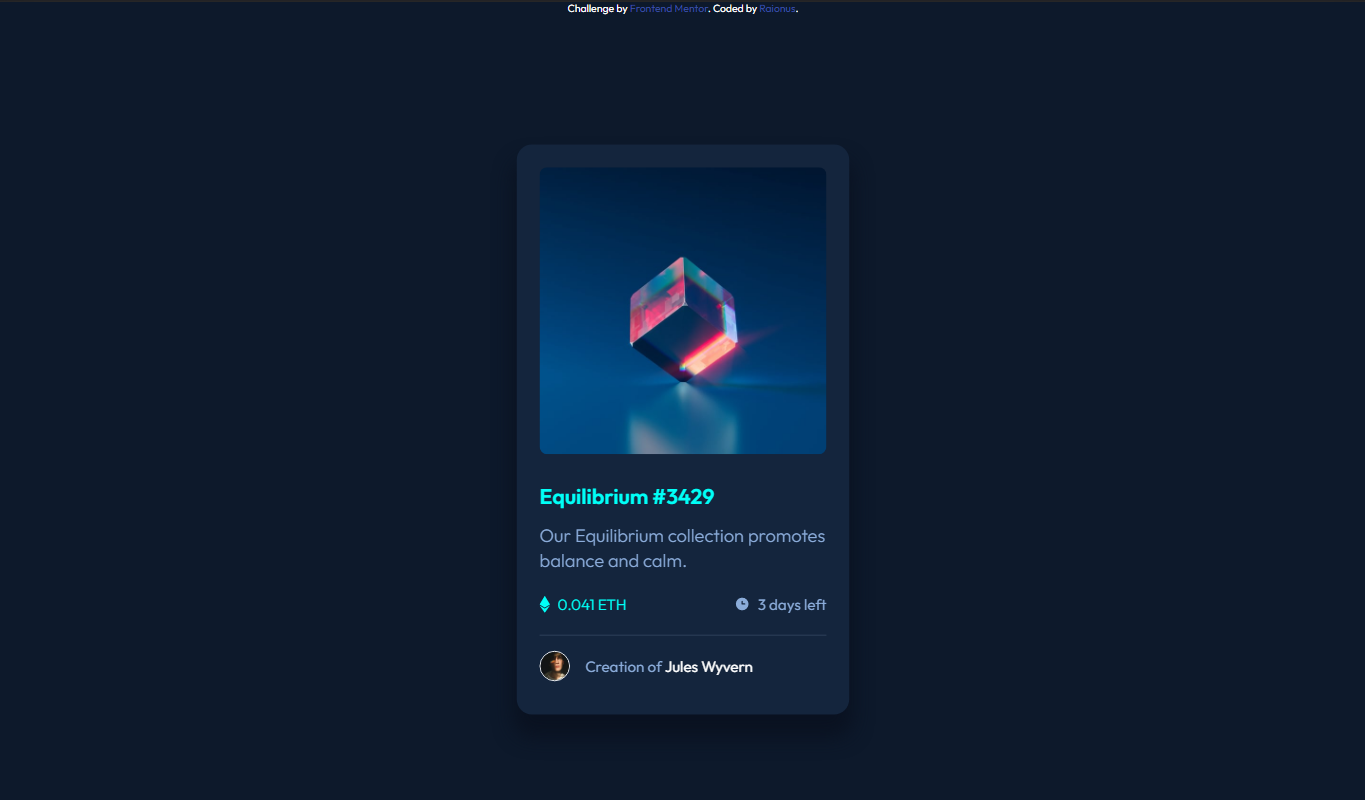 Challenge by Frontend Mentor. Coded by Raionus.
Equilibrium #3429
Our Equilibrium collection promotes
balance and calm.
0.041 ETH 3 days left
Creation of Jules Wyvern